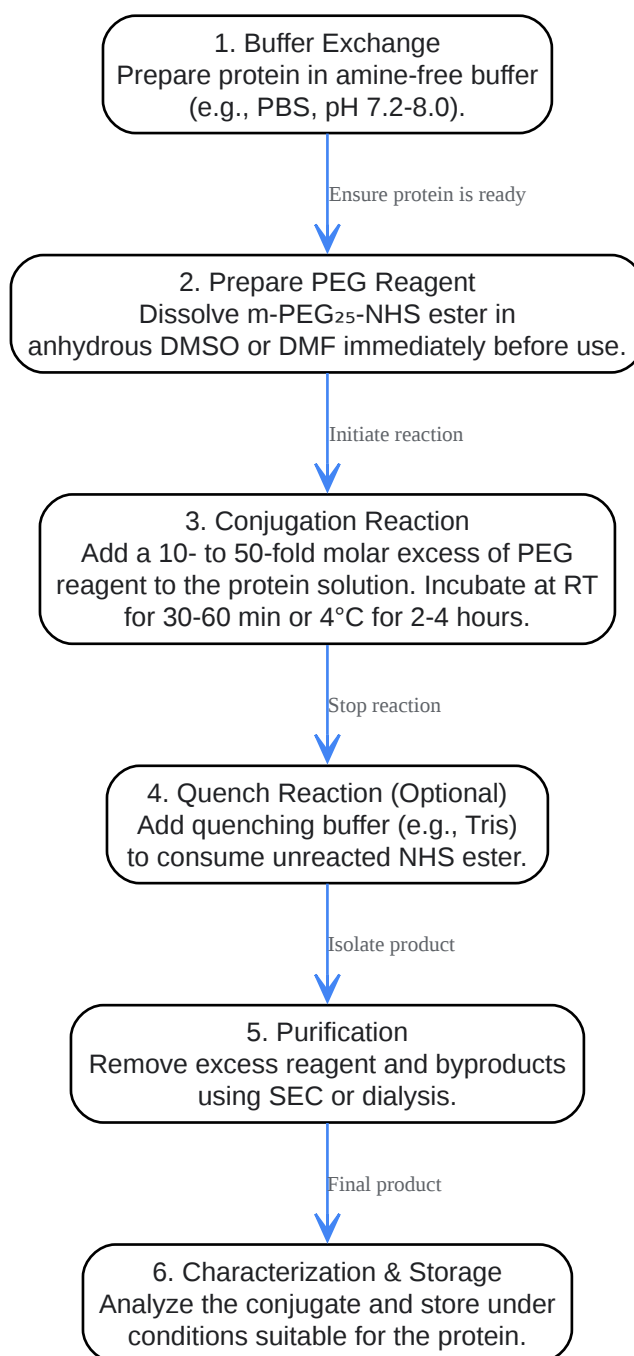 1. Buffer Exchange
Prepare protein in amine-free buffer
(e.g., PBS, pH 7.2-8.0).
Ensure protein is ready
2. Prepare PEG Reagent
Dissolve m-PEG₂₅-NHS ester in
anhydrous DMSO or DMF immediately before use.
Initiate reaction
3. Conjugation Reaction
Add a 10- to 50-fold molar excess of PEG
reagent to the protein solution. Incubate at RT
for 30-60 min or 4°C for 2-4 hours.
Stop reaction
4. Quench Reaction (Optional)
Add quenching buffer (e.g., Tris)
to consume unreacted NHS ester.
Isolate product
5. Purification
Remove excess reagent and byproducts
using SEC or dialysis.
Final product
6. Characterization & Storage
Analyze the conjugate and store under
conditions suitable for the protein.